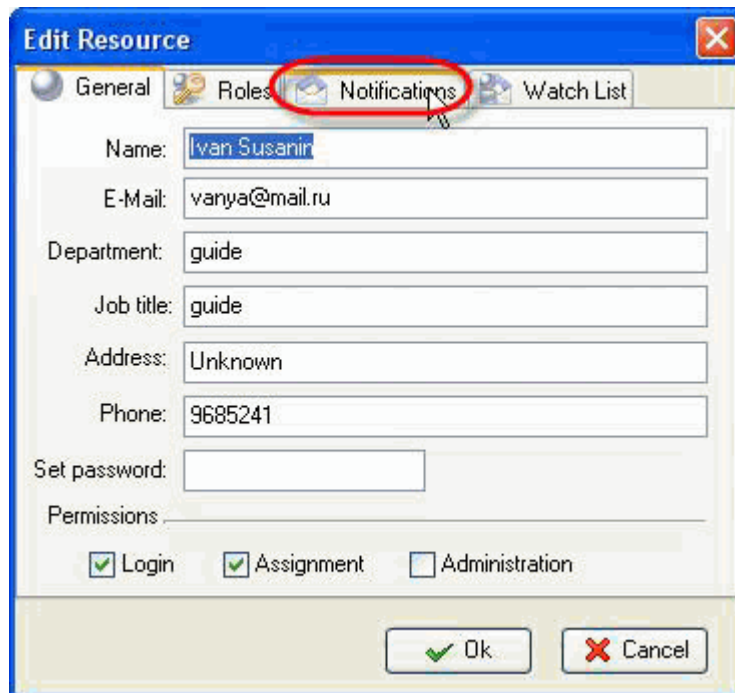 Edit Resource
General Roles Notifications Watch List
Name: Ivan Susanin
E-Mail: vanya@mail.ru
Department: guide
Job title: guide
Address: Unknown
Phone: 9685241
Set password:
Permissions
Login Assignment Administration
Ok Cancel